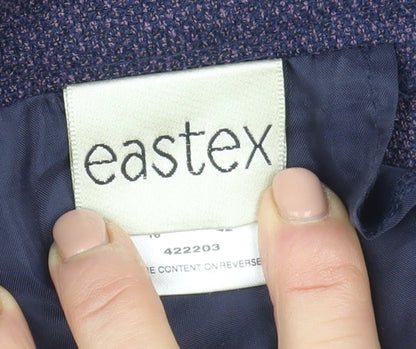 eastex
422203
CONTENT ON REVERSE